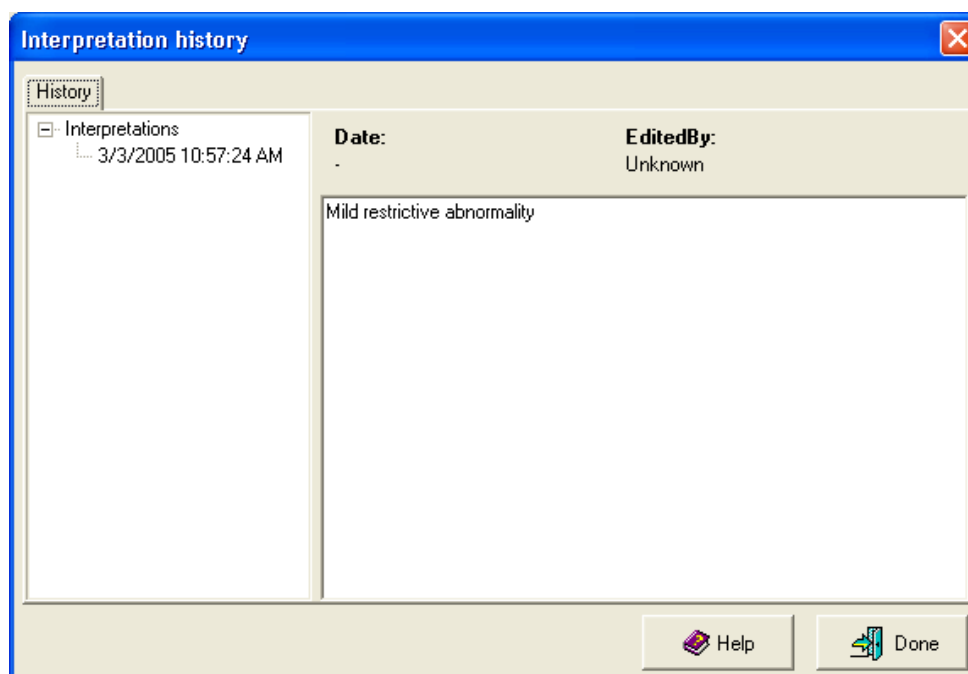 Interpretation history
History
Interpretations
3/3/2005 10:57:24 AM
Date:
-
EditedBy:
Unknown
Mild restrictive abnormality
Help
Done